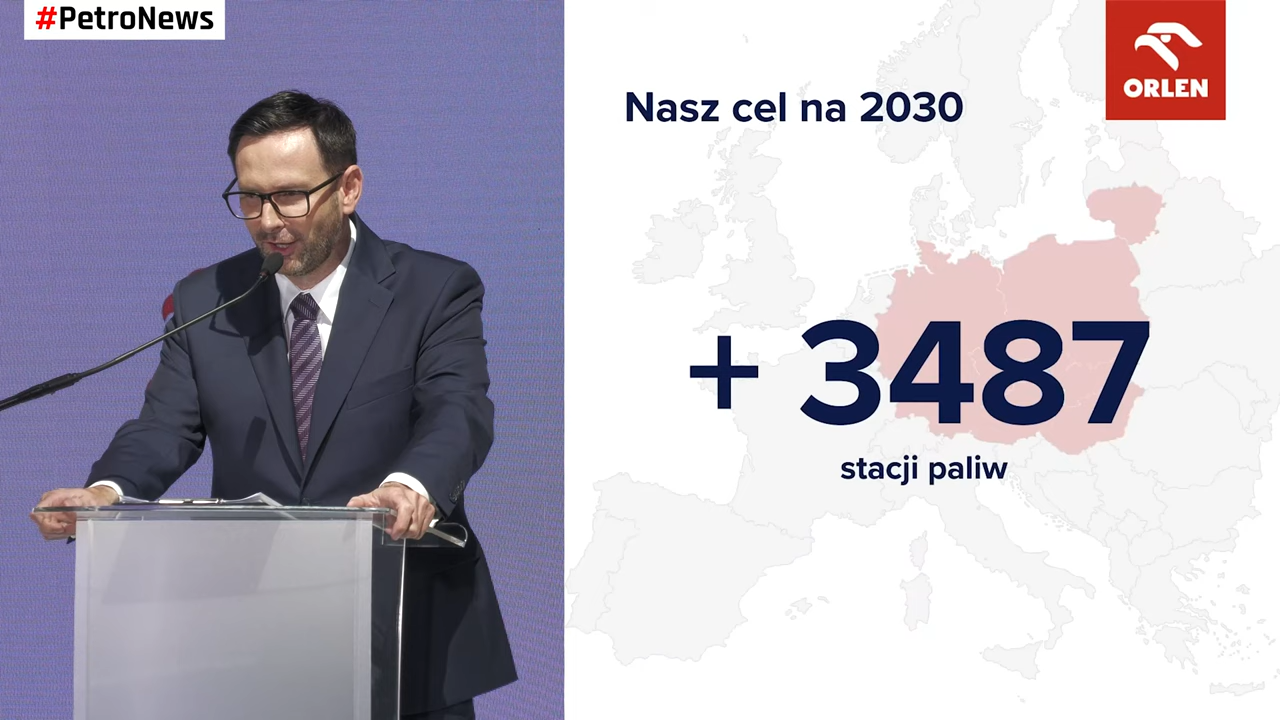 #PetroNews
ORLEN
Nasz cel na 2030
+ 3487
stacji paliw